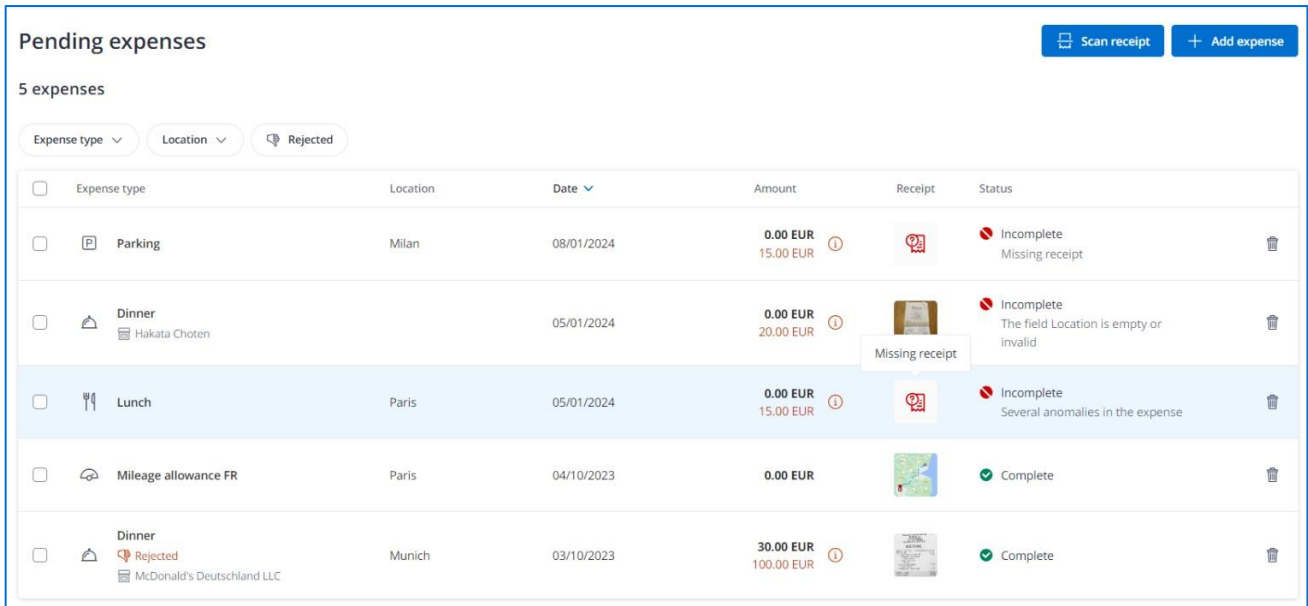 Pending expenses
Scan receipt
Add expense
5 expenses
Expense type
Location
Rejected
Expense type Location Date Amount Receipt Status
P Parking Milan 08/01/2024 0.00 EUR Incomplete
15.00 EUR Missing receipt
Dinner 05/01/2024 0.00 EUR Incomplete
Hakata Choten 20.00 EUR The field Location is empty or
invalid
Missing receipt
Lunch Paris 05/01/2024 0.00 EUR Incomplete
15.00 EUR Several anomalies in the expense
Mileage allowance FR Paris 04/10/2023 0.00 EUR Complete
Dinner
Rejected Munich 03/10/2023 30.00 EUR Complete
McDonald's Deutschland LLC 100.00 EUR